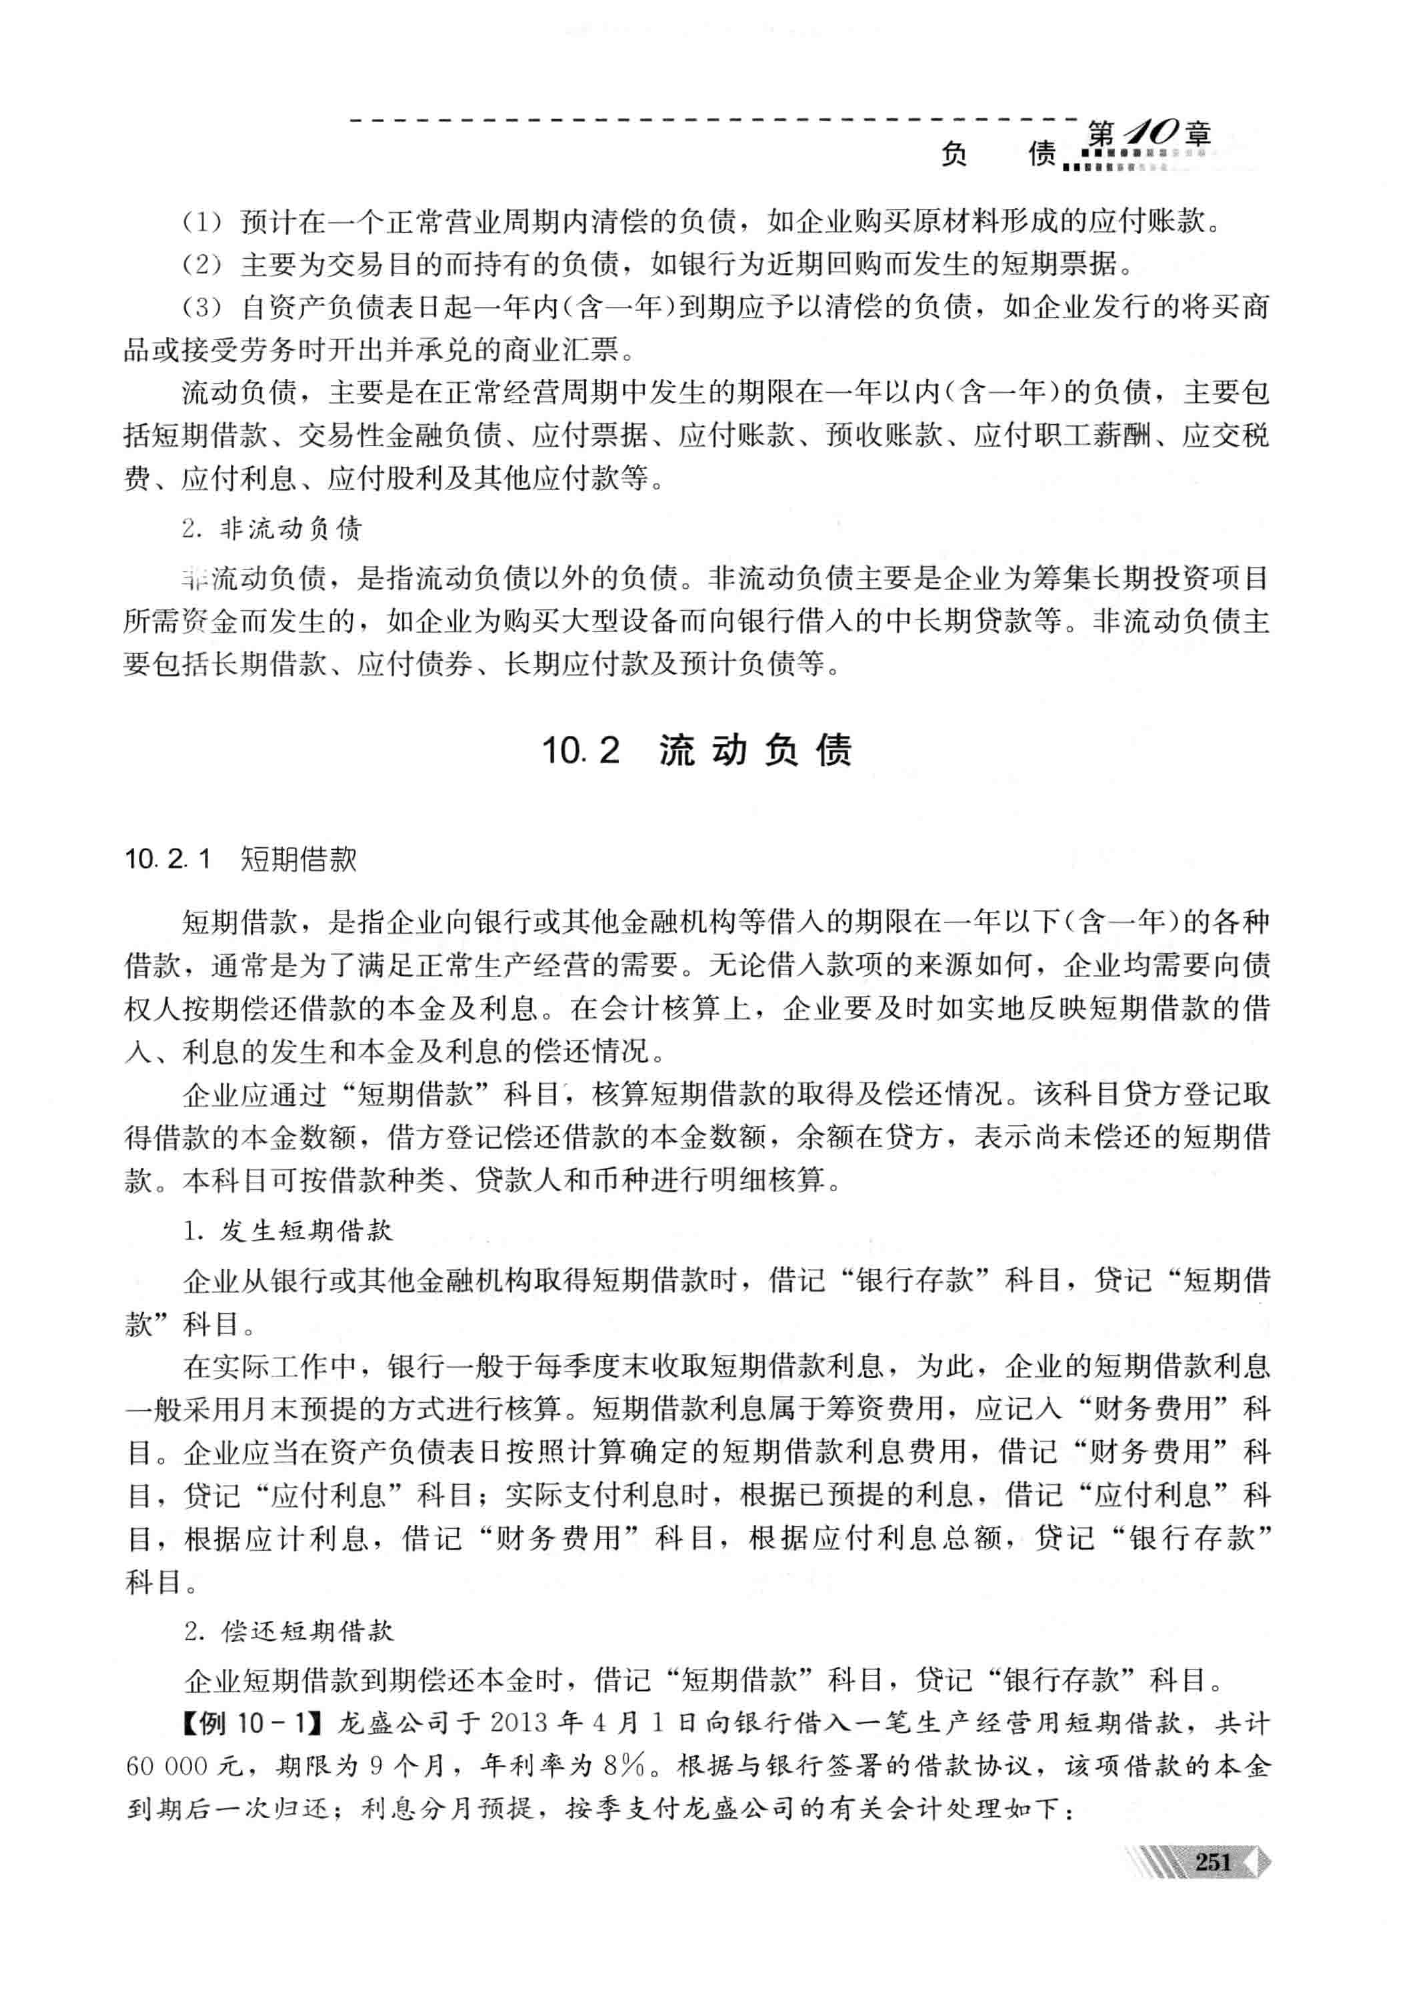 第10章
负　　债
（1）预计在一个正常营业周期内清偿的负债，如企业购买原材料形成的应付账款。
（2）主要为交易目的而持有的负债，如银行为近期回购而发生的短期票据。
（3）自资产负债表日起一年内(含一年)到期应予以清偿的负债，如企业发行的将买商
品或接受劳务时开出并承兑的商业汇票。
流动负债，主要是在正常经营周期中发生的期限在一年以内(含一年)的负债，主要包
括短期借款、交易性金融负债、应付票据、应付账款、预收账款、应付职工薪酬、应交税
费、应付利息、应付股利及其他应付款等。
2. 非流动负债
非流动负债，是指流动负债以外的负债。非流动负债主要是企业为筹集长期投资项目
所需资金而发生的，如企业为购买大型设备而向银行借入的中长期贷款等。非流动负债主
要包括长期借款、应付债券、长期应付款及预计负债等。
10.2　流动负债
10.2.1　短期借款
短期借款，是指企业向银行或其他金融机构等借入的期限在一年以下(含一年)的各种
借款，通常是为了满足正常生产经营的需要。无论借入款项的来源如何，企业均需要向债
权人按期偿还借款的本金及利息。在会计核算上，企业要及时如实地反映短期借款的借
入、利息的发生和本金及利息的偿还情况。
企业应通过“短期借款”科目，核算短期借款的取得及偿还情况。该科目贷方登记取
得借款的本金数额，借方登记偿还借款的本金数额，余额在贷方，表示尚未偿还的短期借
款。本科目可按借款种类、贷款人和币种进行明细核算。
1. 发生短期借款
企业从银行或其他金融机构取得短期借款时，借记“银行存款”科目，贷记“短期借
款”科目。
在实际工作中，银行一般于每季度末收取短期借款利息，为此，企业的短期借款利息
一般采用月末预提的方式进行核算。短期借款利息属于筹资费用，应记入“财务费用”科
目。企业应当在资产负债表日按照计算确定的短期借款利息费用，借记“财务费用”科
目，贷记“应付利息”科目；实际支付利息时，根据已预提的利息，借记“应付利息”科
目，根据应计利息，借记“财务费用”科目，根据应付利息总额，贷记“银行存款”
科目。
2. 偿还短期借款
企业短期借款到期偿还本金时，借记“短期借款”科目，贷记“银行存款”科目。
【例 10-1】龙盛公司于 2013 年 4 月 1 日向银行借入一笔生产经营用短期借款，共计
60 000 元，期限为 9 个月，年利率为 8%。根据与银行签署的借款协议，该项借款的本金
到期后一次归还；利息分月预提，按季支付龙盛公司的有关会计处理如下：
251